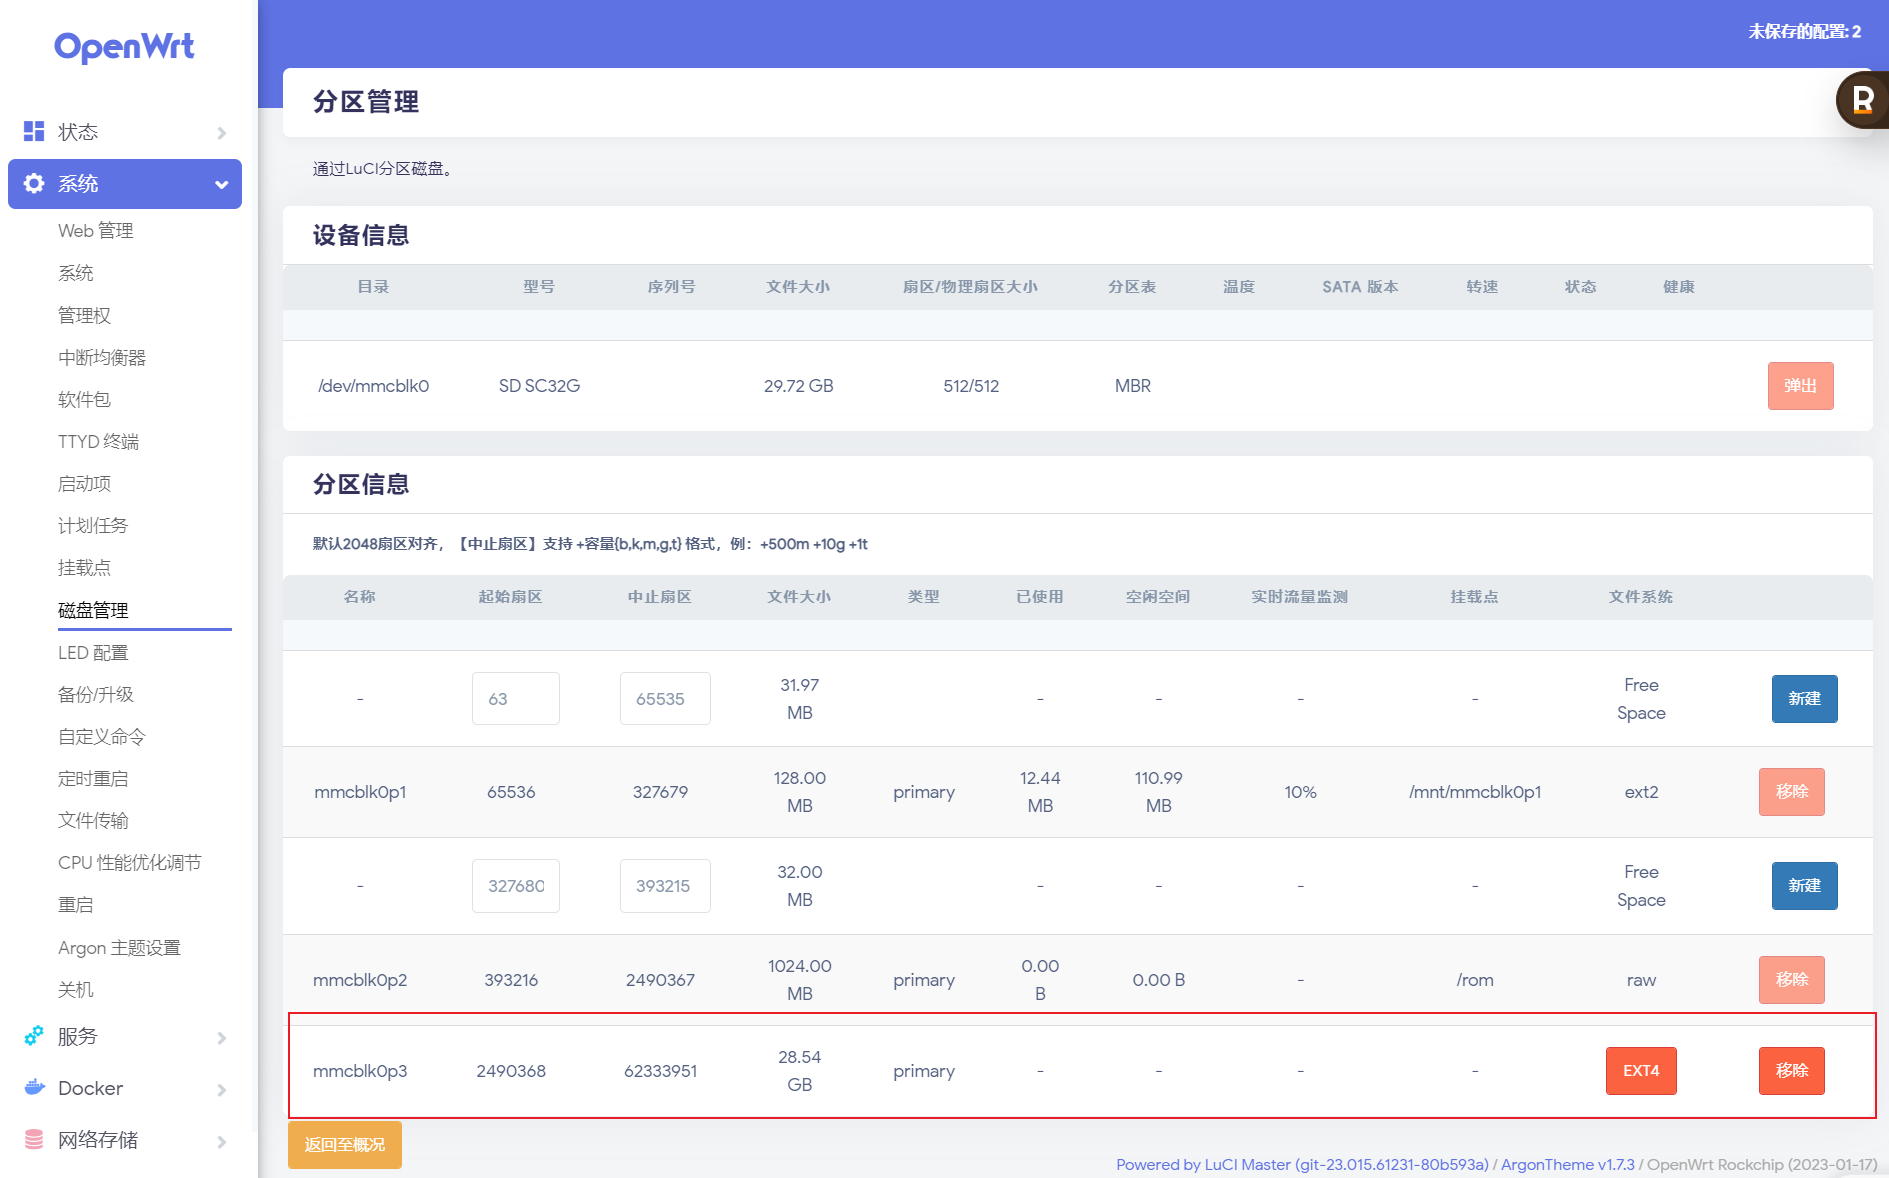 OpenWrt
未保存的配置: 2
R
状态
系统
Web 管理
系统
管理权
中断均衡器
软件包
TTYD 终端
启动项
计划任务
挂载点
磁盘管理
LED 配置
备份/升级
自定义命令
定时重启
文件传输
CPU 性能优化调节
重启
Argon 主题设置
关机
服务
Docker
网络存储
分区管理
通过LuCI分区磁盘。
设备信息
目录 型号 序列号 文件大小 扇区/物理扇区大小 分区表 温度 SATA 版本 转速 状态 健康
/dev/mmcblk0 SD SC32G 29.72 GB 512/512 MBR 弹出
分区信息
默认2048扇区对齐，【中止扇区】支持 +容量{b,k,m,g,t} 格式，例：+500m +10g +1t
名称 起始扇区 中止扇区 文件大小 类型 已使用 空闲空间 实时流量监测 挂载点 文件系统
- 63 65535 31.97 MB - - - - Free Space 新建
mmcblk0p1 65536 327679 128.00 MB primary 12.44 MB 110.99 MB 10% /mnt/mmcblk0p1 ext2 移除
- 327680 393215 32.00 MB - - - - Free Space 新建
mmcblk0p2 393216 2490367 1024.00 MB primary 0.00 B 0.00 B - /rom raw 移除
mmcblk0p3 2490368 62333951 28.54 GB primary - - - - EXT4 移除
返回至概况
Powered by LuCI Master (git-23.015.61231-80b593a) / ArgonTheme v1.7.3 / OpenWrt Rockchip (2023-01-17)